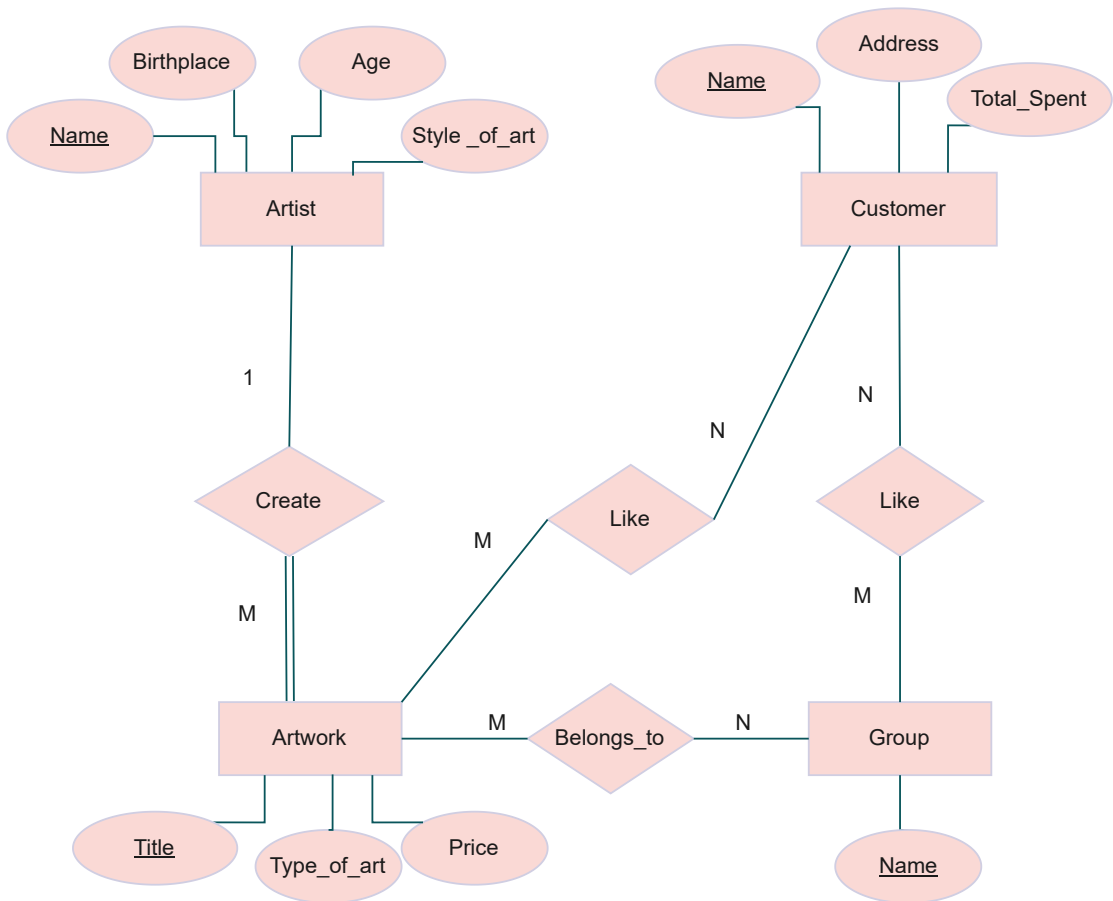 Birthplace
Age
Name
Style _of_art
Artist
Address
Name
Total_Spent
Customer
1
Create
M
N
Like
M
N
Like
M
Artwork
M
Belongs_to
N
Group
Title
Type_of_art
Price
Name